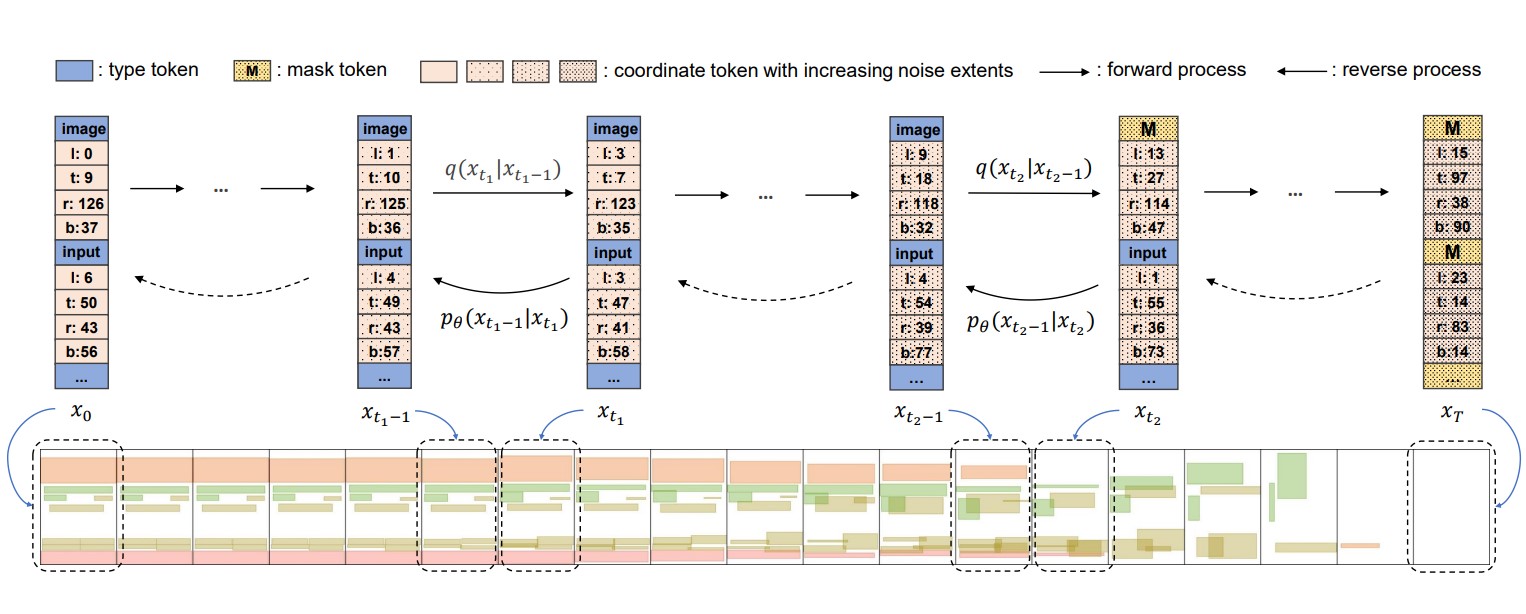 : type token M : mask token : coordinate token with increasing noise extents : forward process : reverse process
image image image image M M
l: 0 l: 1 l: 3 l: 9 l: 13 l: 15
t: 9 t: 10 t: 7 t: 18 t: 27 t: 97
r: 126 r: 125 r: 123 r: 118 r: 114 r: 38
b:37 b:36 b:35 b:32 b:47 b: 90
input input input input input M
l: 6 l: 4 l: 3 l: 4 l: 1 l: 23
t: 50 t: 49 t: 47 t: 54 t: 55 t: 14
r: 43 r: 43 r: 41 r: 39 r: 36 r: 83
b:56 b:57 b:58 b:77 b:73 b:14
... ... ... ... ... ...
... q(x_{t_1}|x_{t_1-1}) ... q(x_{t_2}|x_{t_2-1}) ...
p_θ(x_{t_1-1}|x_{t_1}) p_θ(x_{t_2-1}|x_{t_2})
x_0 x_{t_1-1} x_{t_1} x_{t_2-1} x_{t_2} x_T